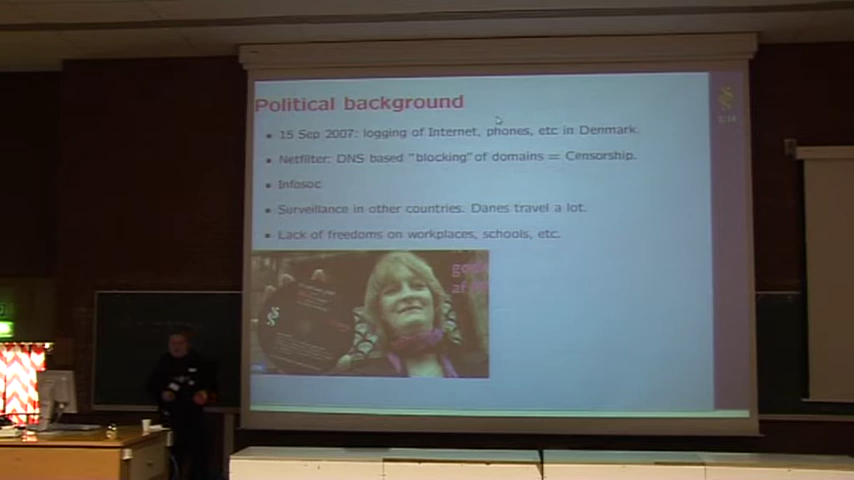 Political background
15 Sep 2007: logging of Internet, phones, etc in Denmark.
Netfilter: DNS based "blocking" of domains = Censorship.
Infosoc
Surveillance in other countries. Danes travel a lot.
Lack of freedoms on workplaces, schools, etc.